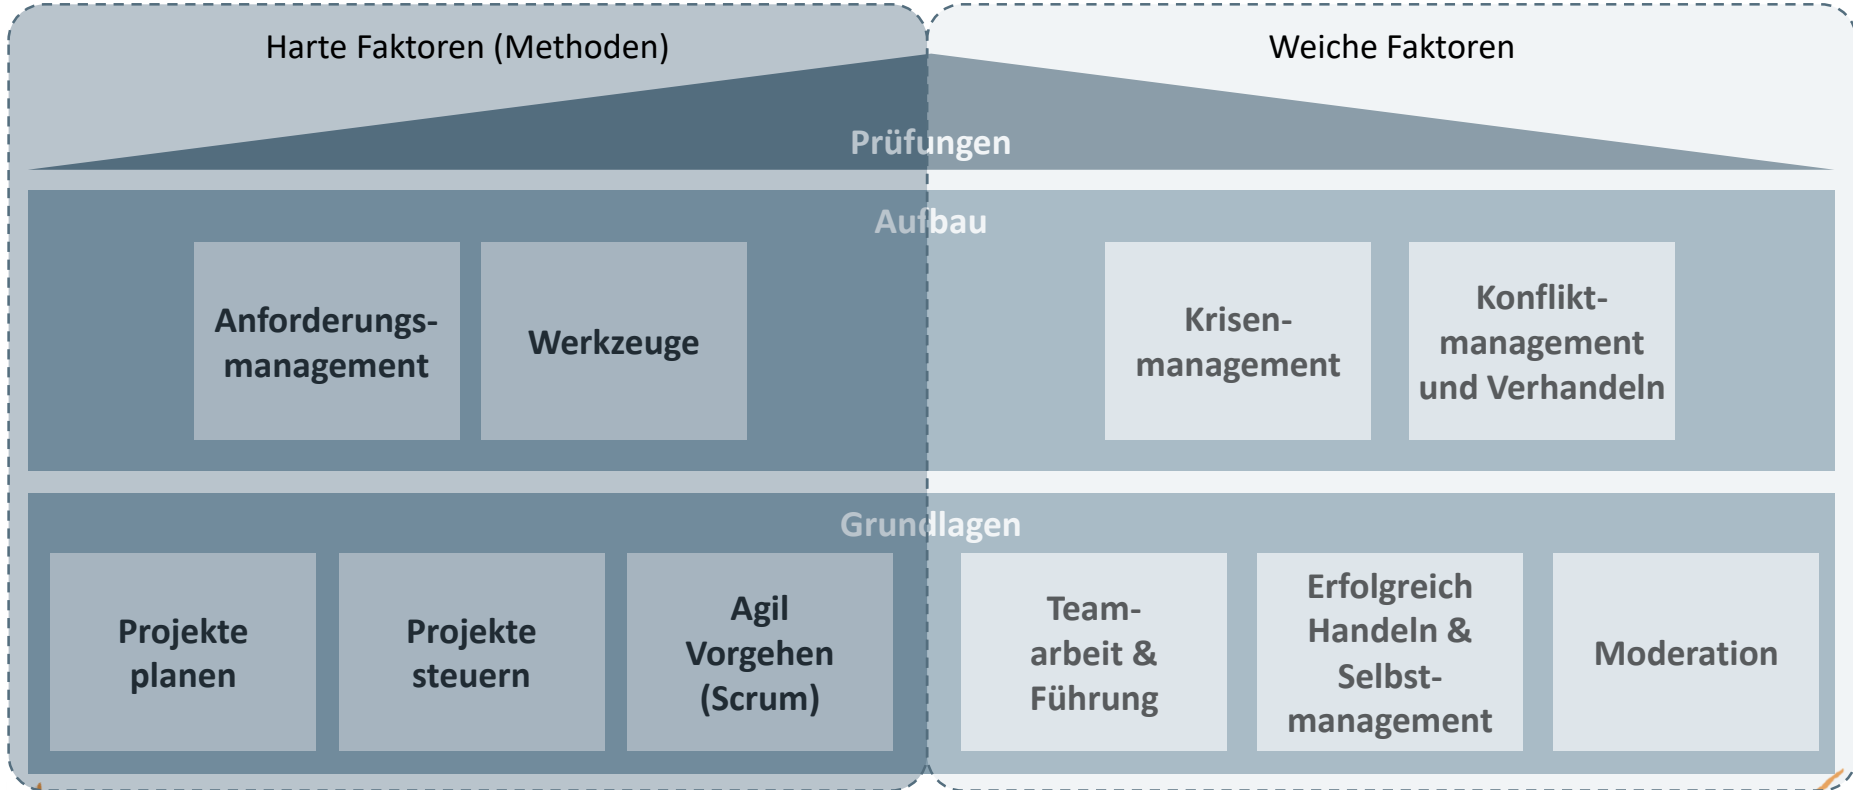 Harte Faktoren (Methoden)
Weiche Faktoren
Prüfungen
Aufbau
Anforderungs-
management
Werkzeuge
Krisen-
management
Konflikt-
management
und Verhandeln
Grundlagen
Projekte
planen
Projekte
steuern
Agil
Vorgehen
(Scrum)
Team-
arbeit &
Führung
Erfolgreich
Handeln &
Selbst-
management
Moderation